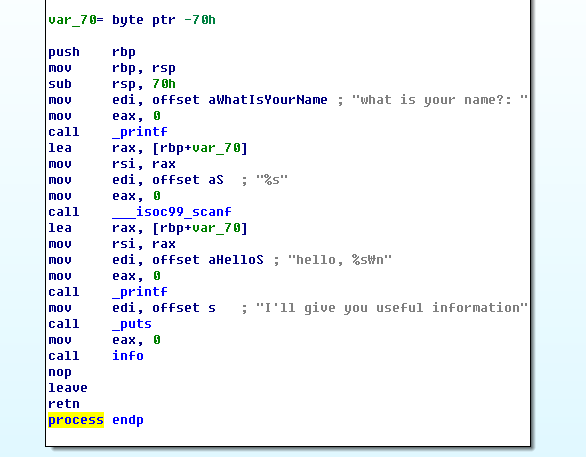 var_70= byte ptr -70h
push rbp
mov rbp, rsp
sub rsp, 70h
mov edi, offset aWhatIsYourName ; "what is your name?: "
mov eax, 0
call _printf
lea rax, [rbp+var_70]
mov rsi, rax
mov edi, offset aS ; "%s"
mov eax, 0
call ___isoc99_scanf
lea rax, [rbp+var_70]
mov rsi, rax
mov edi, offset aHelloS ; "hello, %s₩n"
mov eax, 0
call _printf
mov edi, offset s ; "I'll give you useful information"
call _puts
mov eax, 0
call info
nop
leave
retn
process endp